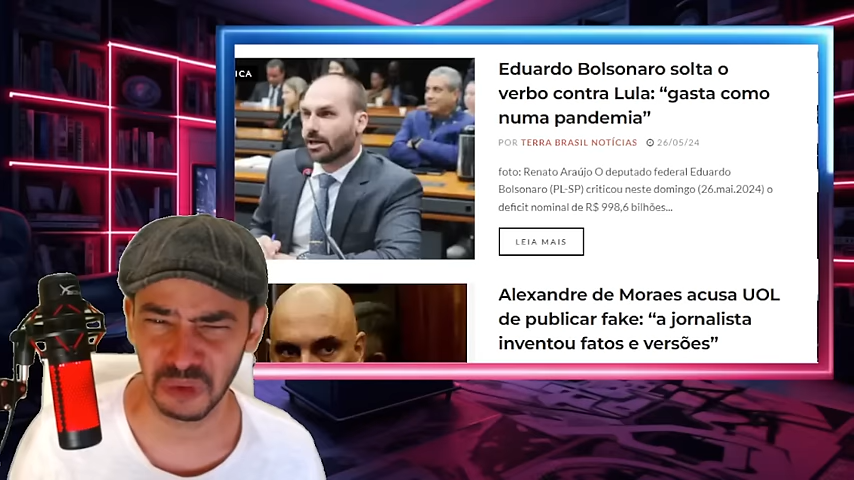 ICA
Eduardo Bolsonaro solta o
verbo contra Lula: “gasta como
numa pandemia”
POR TERRA BRASIL NOTÍCIAS 26/05/24
foto: Renato Araújo O deputado federal Eduardo
Bolsonaro (PL-SP) criticou neste domingo (26.mai.2024) o
deficit nominal de R$ 998,6 bilhões...
LEIA MAIS
Alexandre de Moraes acusa UOL
de publicar fake: “a jornalista
inventou fatos e versões”